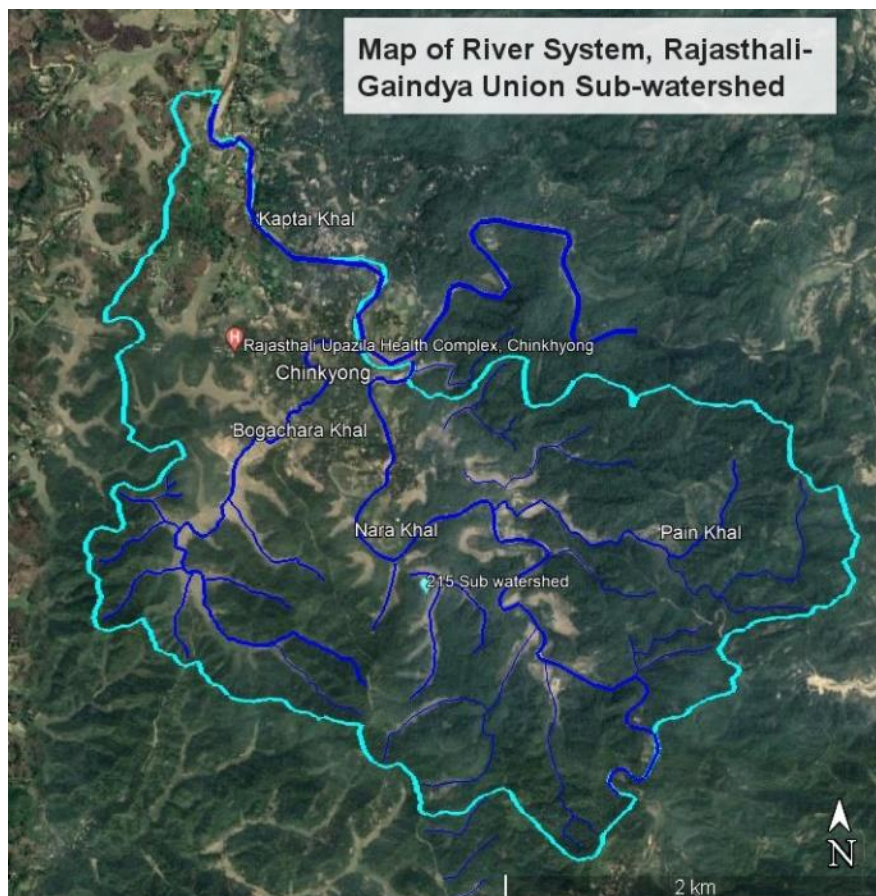 Map of River System, Rajasthali-
Gaindya Union Sub-watershed
Kaptai Khal
H
Rajasthali Upazila Health Complex, Chinkhyong
Chinkyong
Bogachara Khal
Nara Khal
Pain Khal
215 Sub watershed
N
2 km